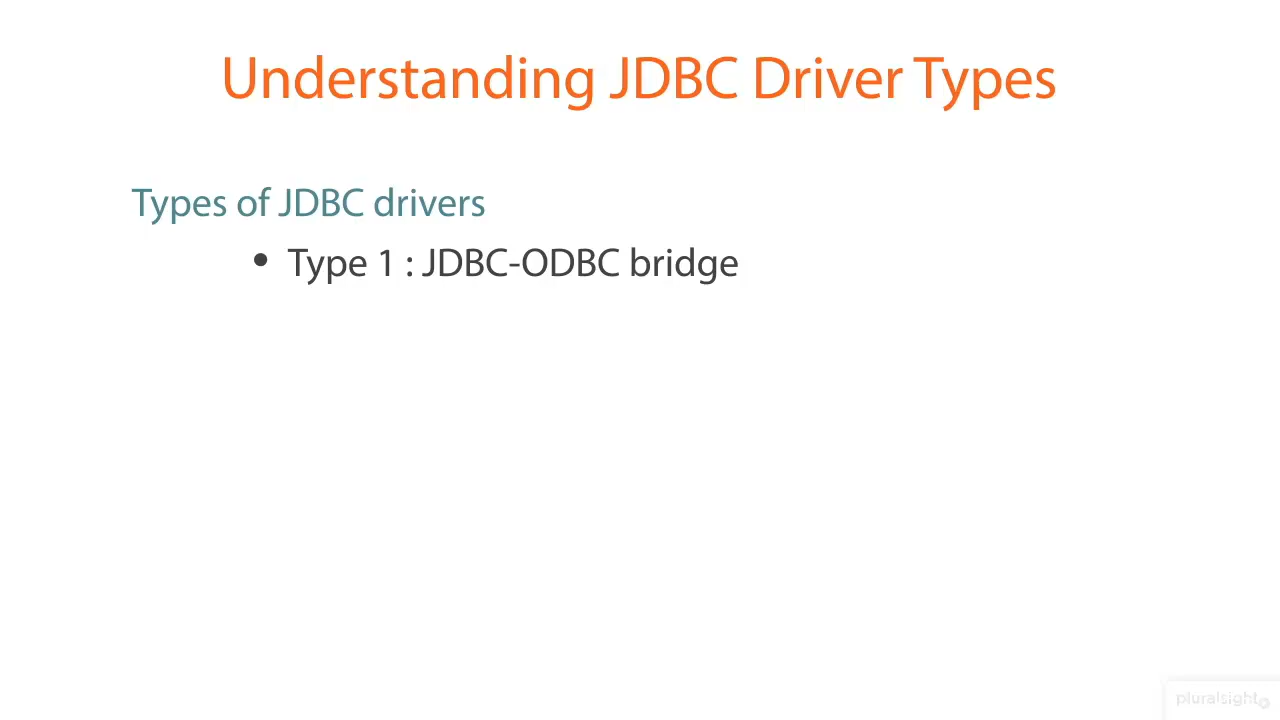 Understanding JDBC Driver Types
Types of JDBC drivers
• Type 1 : JDBC-ODBC bridge
pluralsight